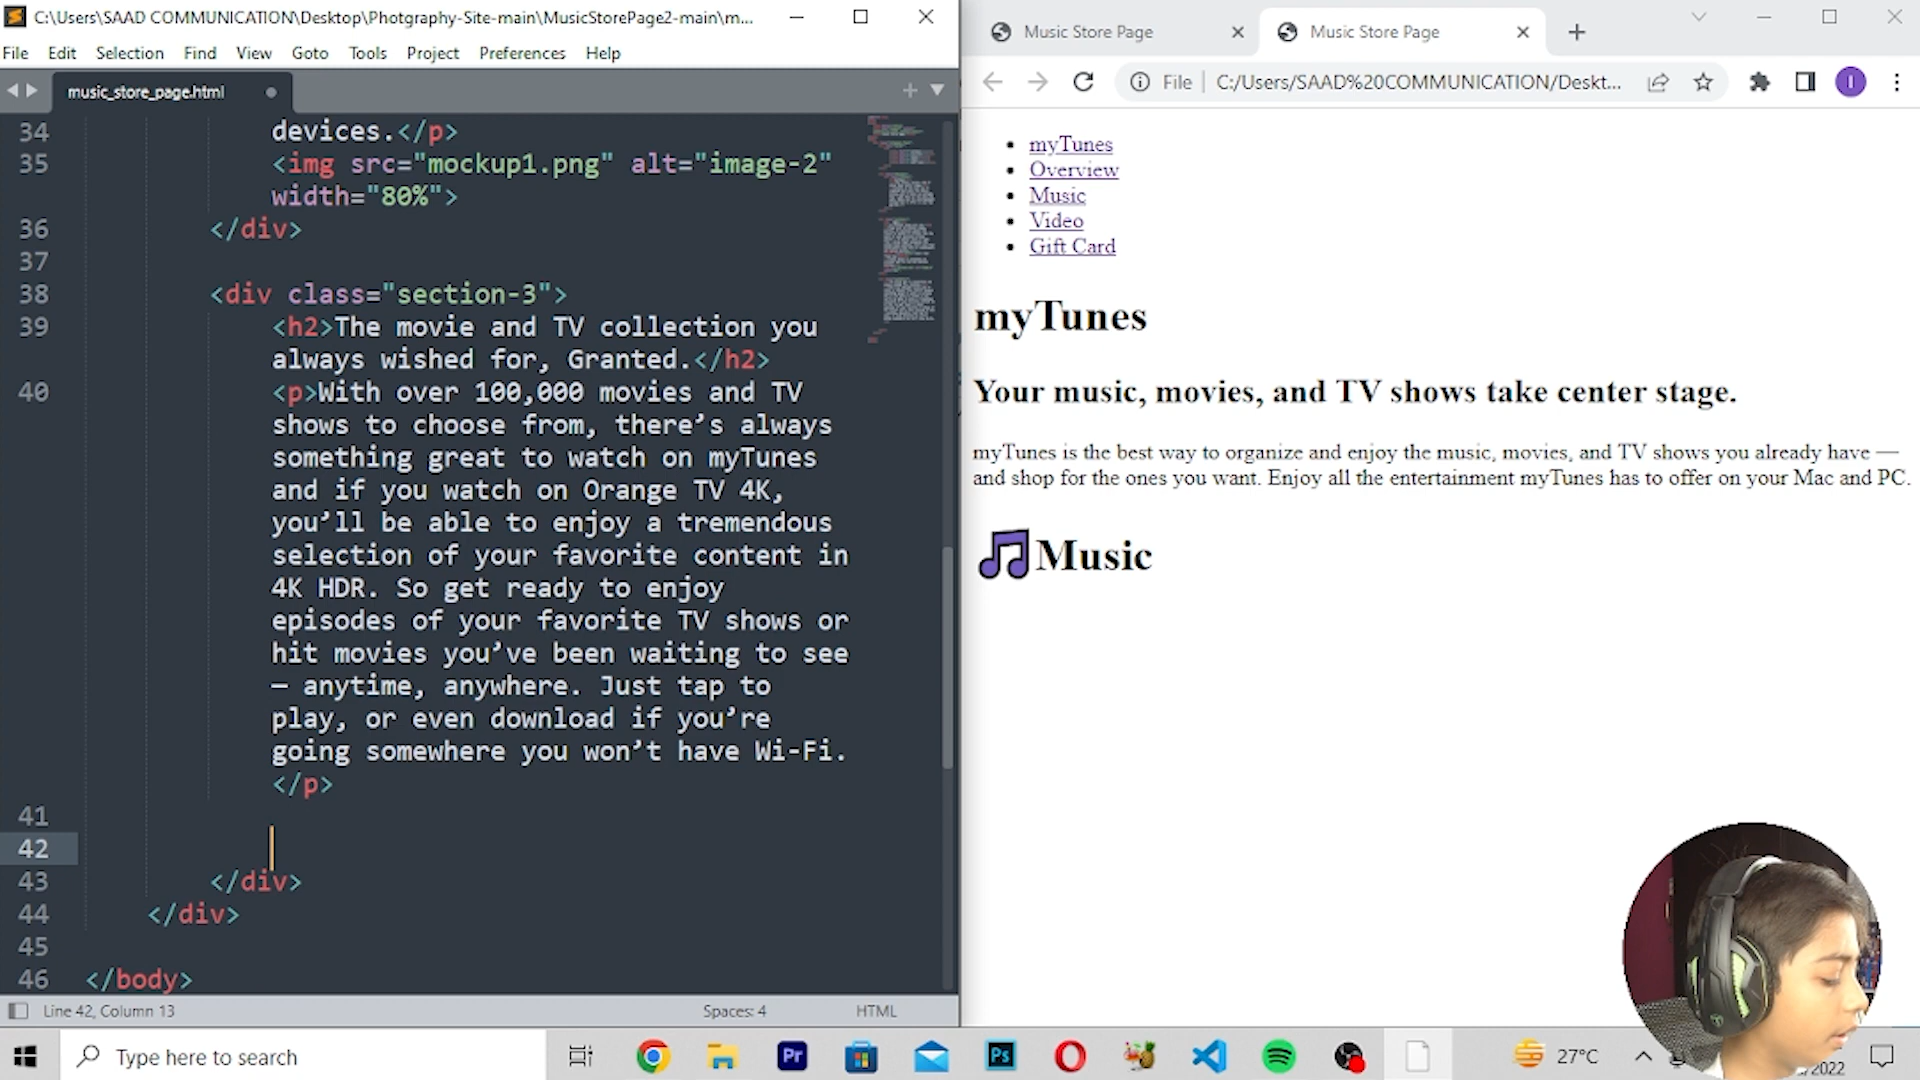 C:\Users\SAAD COMMUNICATION\Desktop\Photgraphy-Site-main\MusicStorePage2-main\m...
File Edit Selection Find View Goto Tools Project Preferences Help
music_store_page.html
34 devices.</p>
35 <img src="mockup1.png" alt="image-2"
width="80%">
36 </div>
37
38 <div class="section-3">
39 <h2>The movie and TV collection you
always wished for, Granted.</h2>
40 <p>With over 100,000 movies and TV
shows to choose from, there’s always
something great to watch on myTunes
and if you watch on Orange TV 4K,
you’ll be able to enjoy a tremendous
selection of your favorite content in
4K HDR. So get ready to enjoy
episodes of your favorite TV shows or
hit movies you’ve been waiting to see
— anytime, anywhere. Just tap to
play, or even download if you’re
going somewhere you won’t have Wi-Fi.
</p>
41
42
43 </div>
44 </div>
45
46 </body>
Line 42, Column 13 Spaces: 4 HTML
Music Store Page Music Store Page
File C:/Users/SAAD%20COMMUNICATION/Deskt... I
myTunes
Overview
Music
Video
Gift Card
myTunes
Your music, movies, and TV shows take center stage.
myTunes is the best way to organize and enjoy the music, movies, and TV shows you already have —
and shop for the ones you want. Enjoy all the entertainment myTunes has to offer on your Mac and PC.
Music
Type here to search
Pr
Ps
27°C
/2022